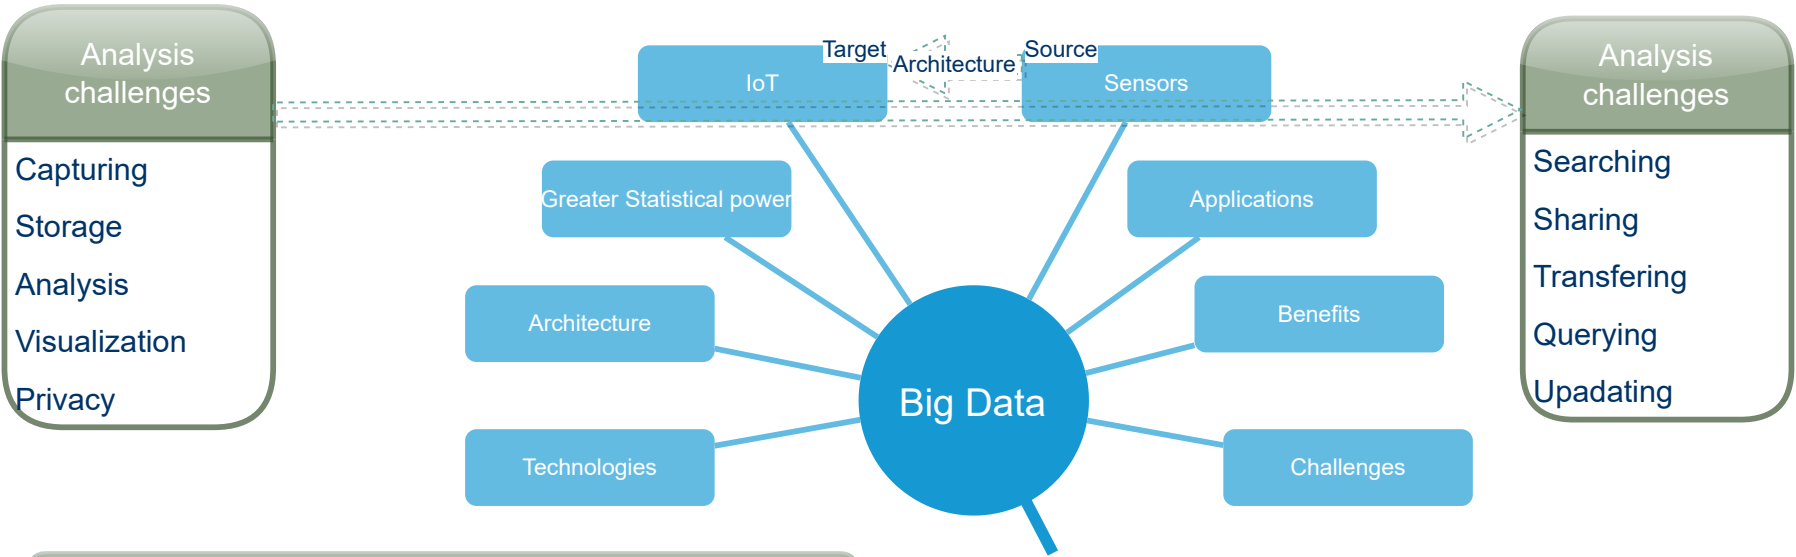 Analysis
challenges
Capturing
Storage
Analysis
Visualization
Privacy
Target
Architecture
Source
IoT
Sensors
Greater Statistical power
Applications
Architecture
Benefits
Big Data
Technologies
Challenges
Analysis
challenges
Searching
Sharing
Transfering
Querying
Upadating